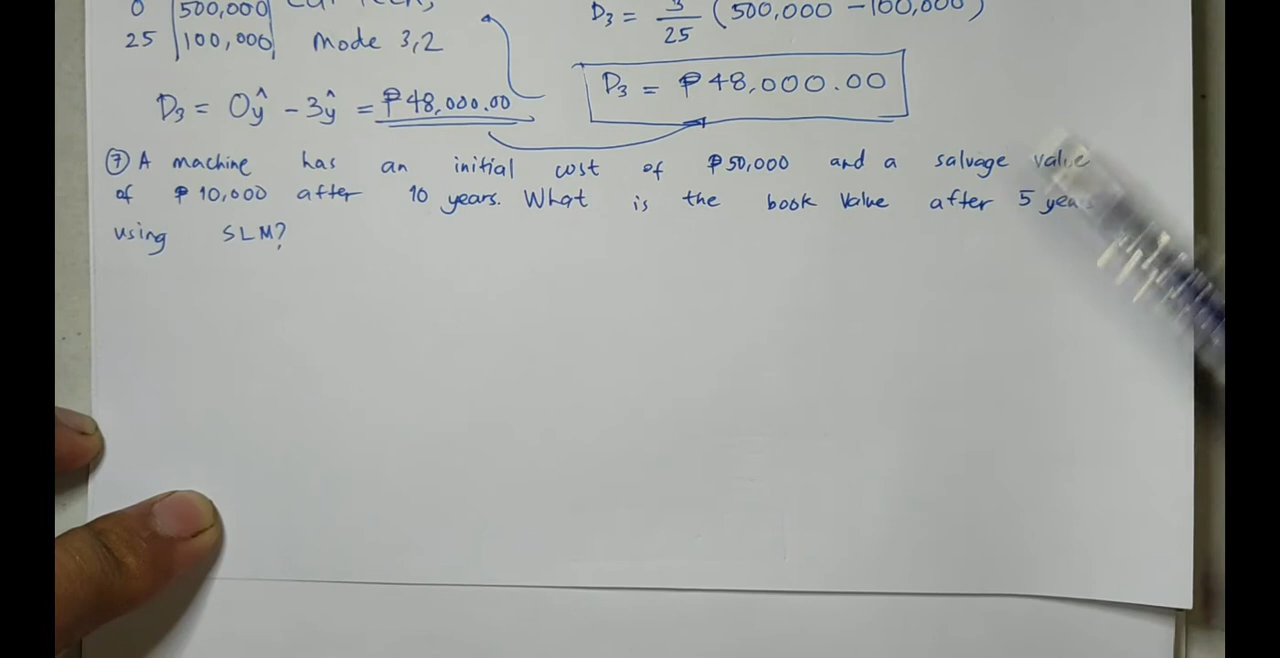 0 500,000
D3 = 3/25 (500,000 - 100,000)
25 100,000 mode 3,2
D3 = ₱48,000.00
D3 = 0ŷ - 3ŷ = ₱48,000.00
⑦ A machine has an initial cost of ₱50,000 and a salvage value
of ₱10,000 after 10 years. What is the book value after 5
using SLM?